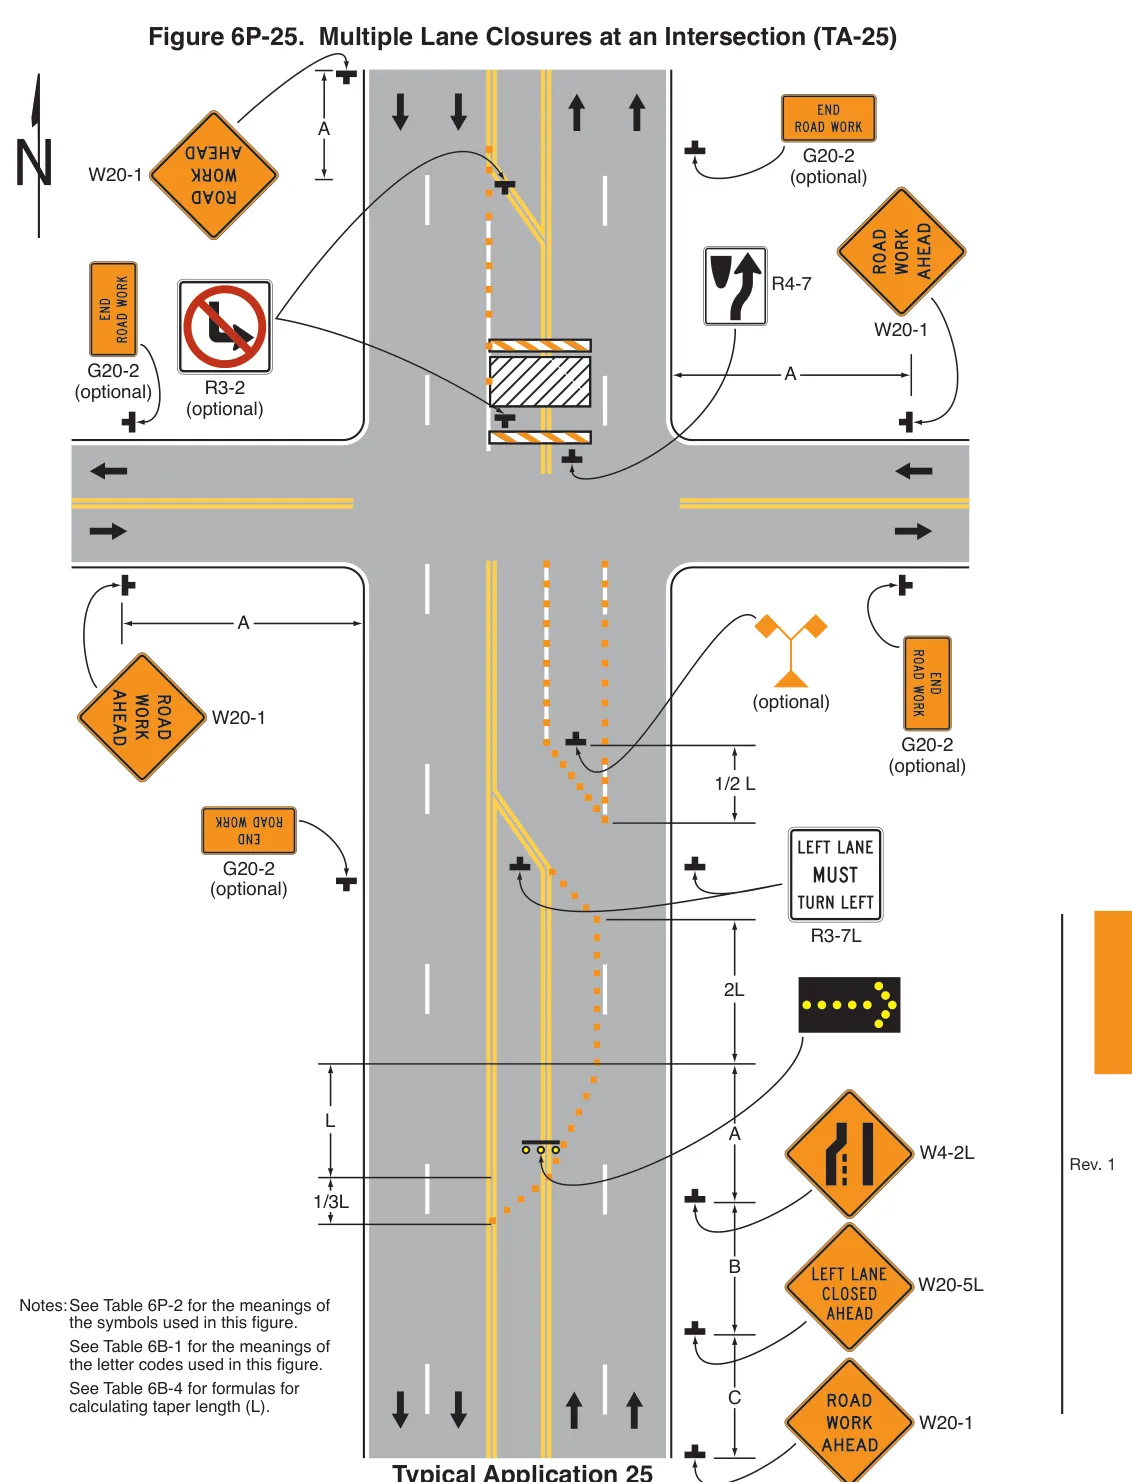 Figure 6P-25. Multiple Lane Closures at an Intersection (TA-25)
N
W20-1
ROAD
WORK
AHEAD
A
END
ROAD WORK
G20-2
(optional)
ROAD
WORK
AHEAD
W20-1
R4-7
END
ROAD WORK
G20-2
(optional)
R3-2
(optional)
A
A
ROAD
WORK
AHEAD
W20-1
(optional)
END
ROAD WORK
G20-2
(optional)
1/2 L
END
ROAD WORK
G20-2
(optional)
LEFT LANE
MUST
TURN LEFT
R3-7L
2L
L
A
W4-2L
1/3L
B
LEFT LANE
CLOSED
AHEAD
W20-5L
C
ROAD
WORK
AHEAD
W20-1
Rev. 1
Notes: See Table 6P-2 for the meanings of
the symbols used in this figure.
See Table 6B-1 for the meanings of
the letter codes used in this figure.
See Table 6B-4 for formulas for
calculating taper length (L).
Typical Application 25